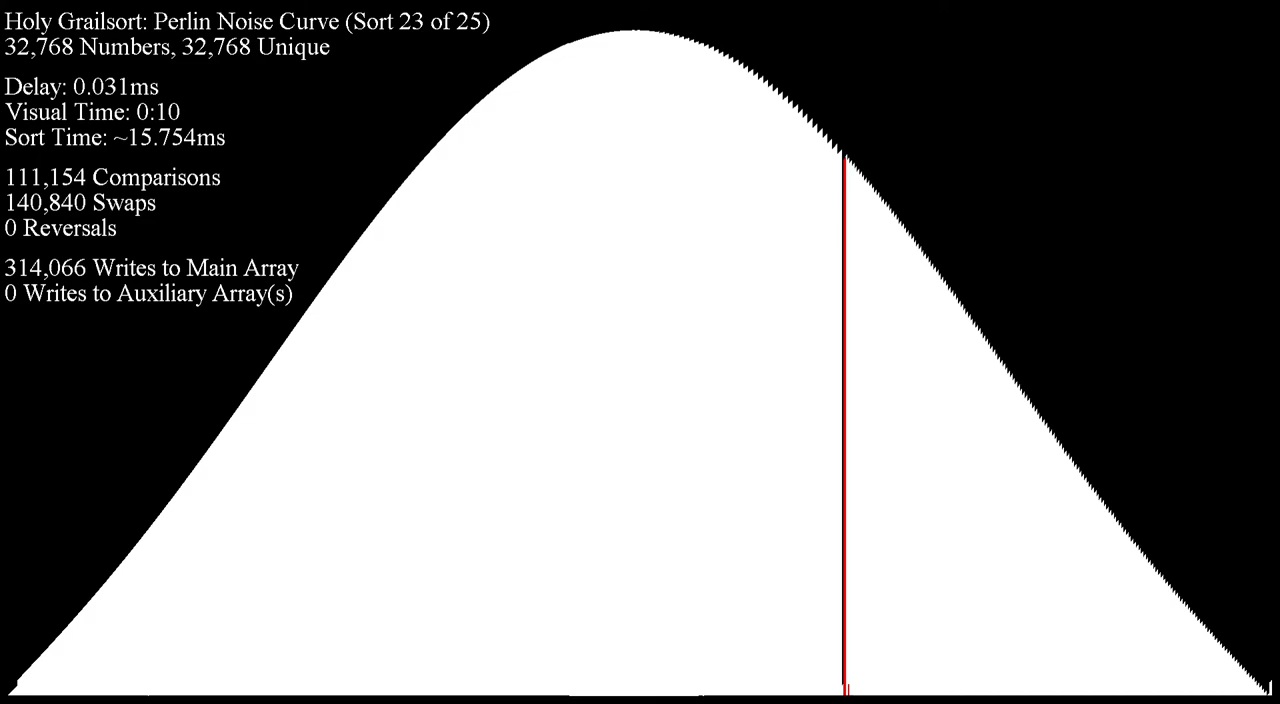 Holy Grailsort: Perlin Noise Curve (Sort 23 of 25)
32,768 Numbers, 32,768 Unique
Delay: 0.031ms
Visual Time: 0:10
Sort Time: ~15.754ms
111,154 Comparisons
140,840 Swaps
0 Reversals
314,066 Writes to Main Array
0 Writes to Auxiliary Array(s)